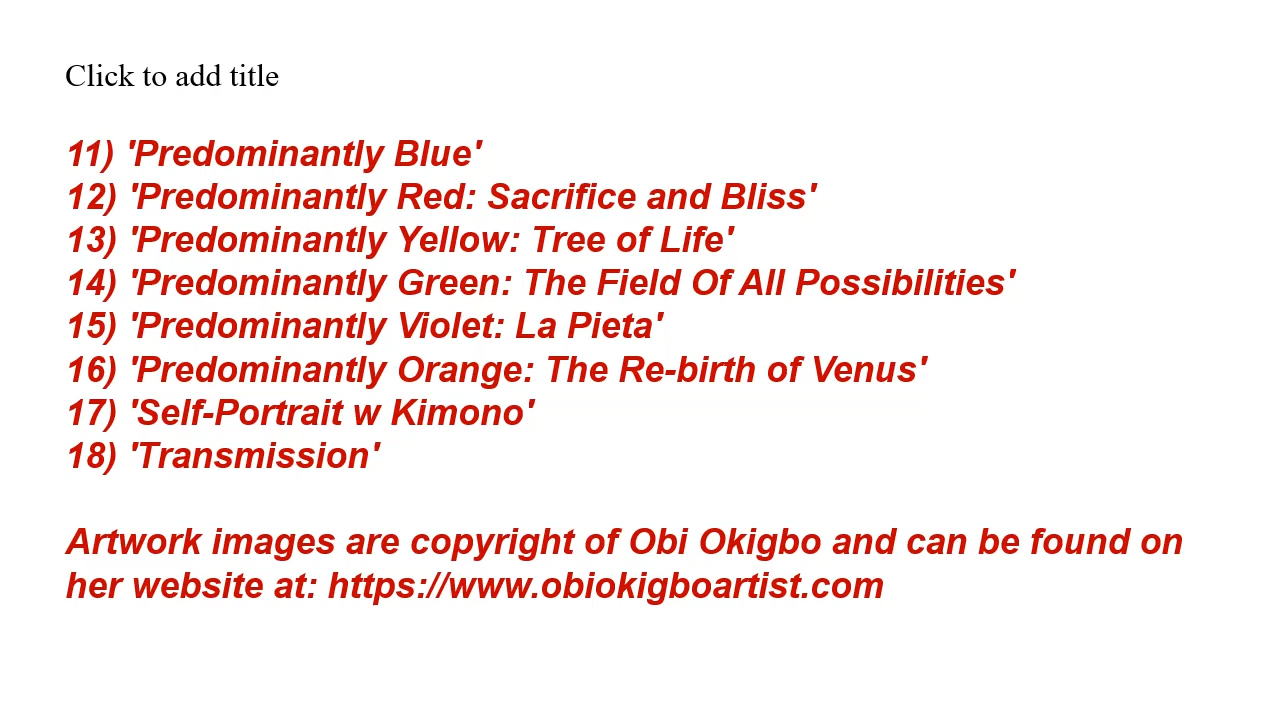 Click to add title
11) 'Predominantly Blue'
12) 'Predominantly Red: Sacrifice and Bliss'
13) 'Predominantly Yellow: Tree of Life'
14) 'Predominantly Green: The Field Of All Possibilities'
15) 'Predominantly Violet: La Pieta'
16) 'Predominantly Orange: The Re-birth of Venus'
17) 'Self-Portrait w Kimono'
18) 'Transmission'
Artwork images are copyright of Obi Okigbo and can be found on
her website at: https://www.obiokigboartist.com